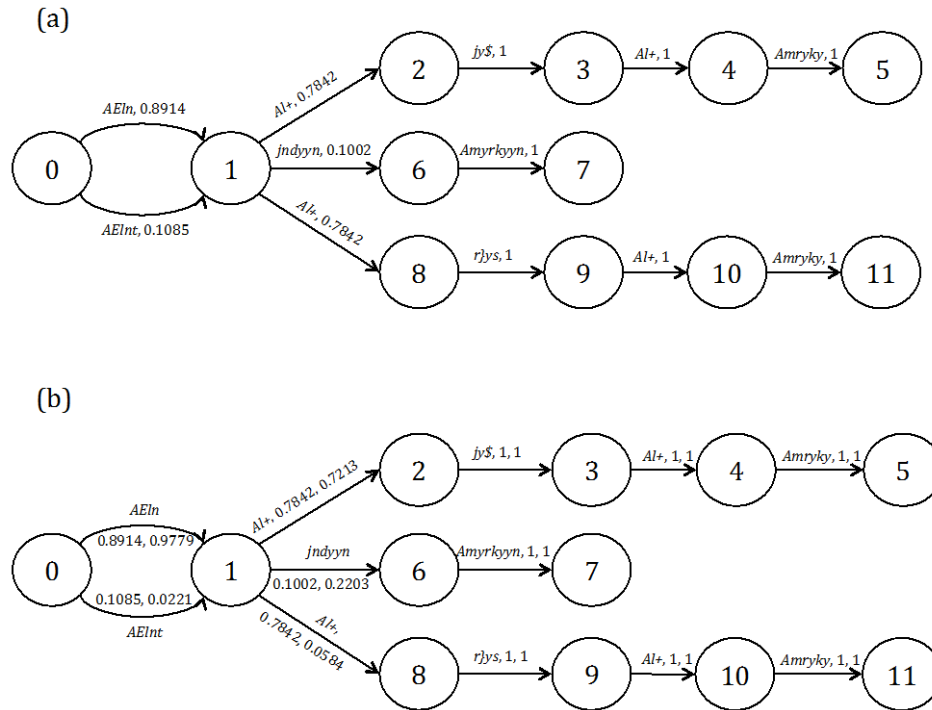 (a)
2 jy$, 1 3 Al+, 1 4 Amryky, 1 5
Al+, 0.7842
AEln, 0.8914
0 1 jndyyn, 0.1002 6 Amyrkyyn, 1 7
AElnt, 0.1085
Al+, 0.7842
8 r}ys, 1 9 Al+, 1 10 Amryky, 1 11
(b)
2 jy$, 1, 1 3 Al+, 1, 1 4 Amryky, 1, 1 5
Al+, 0.7842, 0.7213
AEln
0.8914, 0.9779
0 1 jndyyn 6 Amyrkyyn, 1, 1 7
0.1002, 0.2203
0.1085, 0.0221
AElnt
Al+,
0.7842, 0.0584
8 r}ys, 1, 1 9 Al+, 1, 1 10 Amryky, 1, 1 11